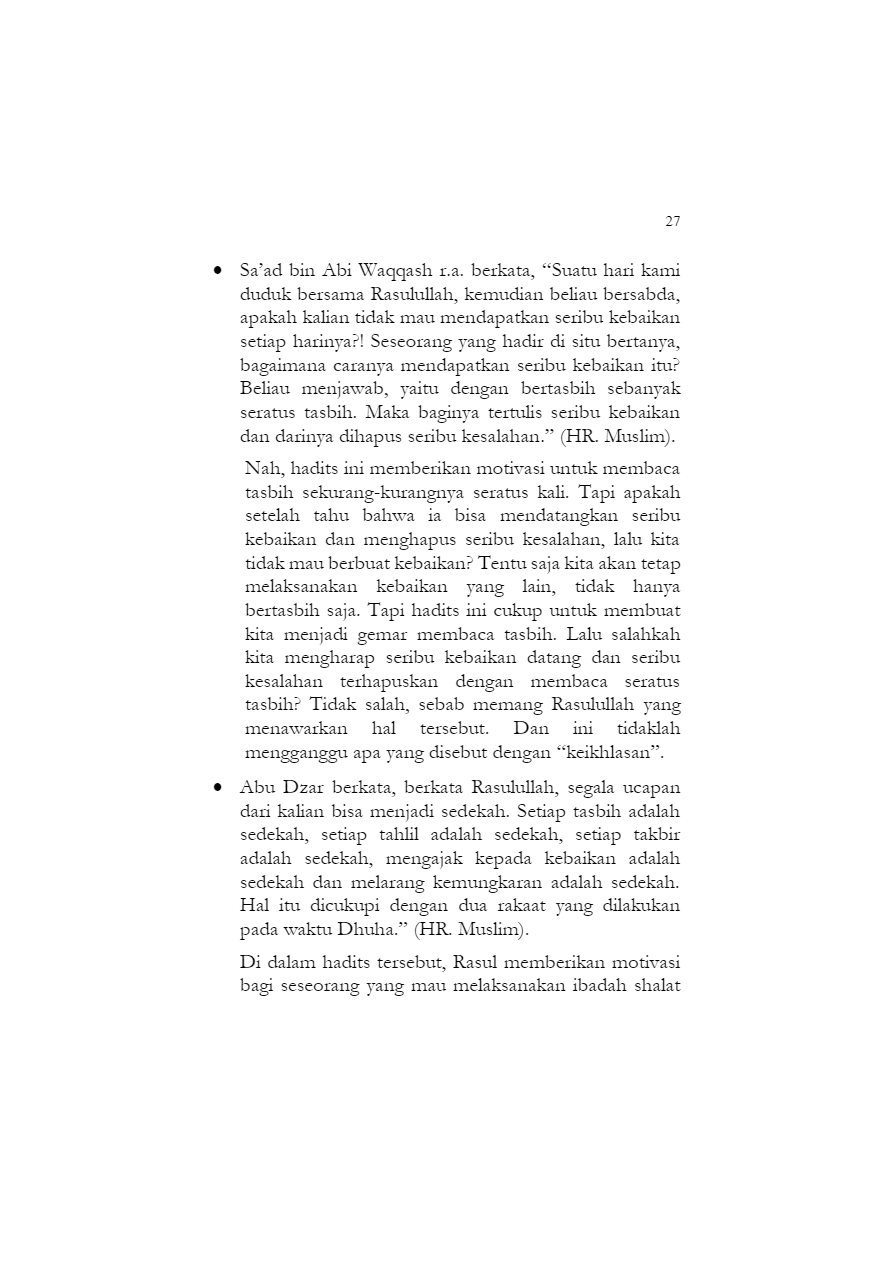 27
• Sa’ad bin Abi Waqqash r.a. berkata, “Suatu hari kami
duduk bersama Rasulullah, kemudian beliau bersabda,
apakah kalian tidak mau mendapatkan seribu kebaikan
setiap harinya?! Seseorang yang hadir di situ bertanya,
bagaimana caranya mendapatkan seribu kebaikan itu?
Beliau menjawab, yaitu dengan bertasbih sebanyak
seratus tasbih. Maka baginya tertulis seribu kebaikan
dan darinya dihapus seribu kesalahan.” (HR. Muslim).
Nah, hadits ini memberikan motivasi untuk membaca
tasbih sekurang-kurangnya seratus kali. Tapi apakah
setelah tahu bahwa ia bisa mendatangkan seribu
kebaikan dan menghapus seribu kesalahan, lalu kita
tidak mau berbuat kebaikan? Tentu saja kita akan tetap
melaksanakan kebaikan yang lain, tidak hanya
bertasbih saja. Tapi hadits ini cukup untuk membuat
kita menjadi gemar membaca tasbih. Lalu salahkah
kita mengharap seribu kebaikan datang dan seribu
kesalahan terhapuskan dengan membaca seratus
tasbih? Tidak salah, sebab memang Rasulullah yang
menawarkan hal tersebut. Dan ini tidaklah
mengganggu apa yang disebut dengan “keikhlasan”.
• Abu Dzar berkata, berkata Rasulullah, segala ucapan
dari kalian bisa menjadi sedekah. Setiap tasbih adalah
sedekah, setiap tahlil adalah sedekah, setiap takbir
adalah sedekah, mengajak kepada kebaikan adalah
sedekah dan melarang kemungkaran adalah sedekah.
Hal itu dicukupi dengan dua rakaat yang dilakukan
pada waktu Dhuha.” (HR. Muslim).
Di dalam hadits tersebut, Rasul memberikan motivasi
bagi seseorang yang mau melaksanakan ibadah shalat